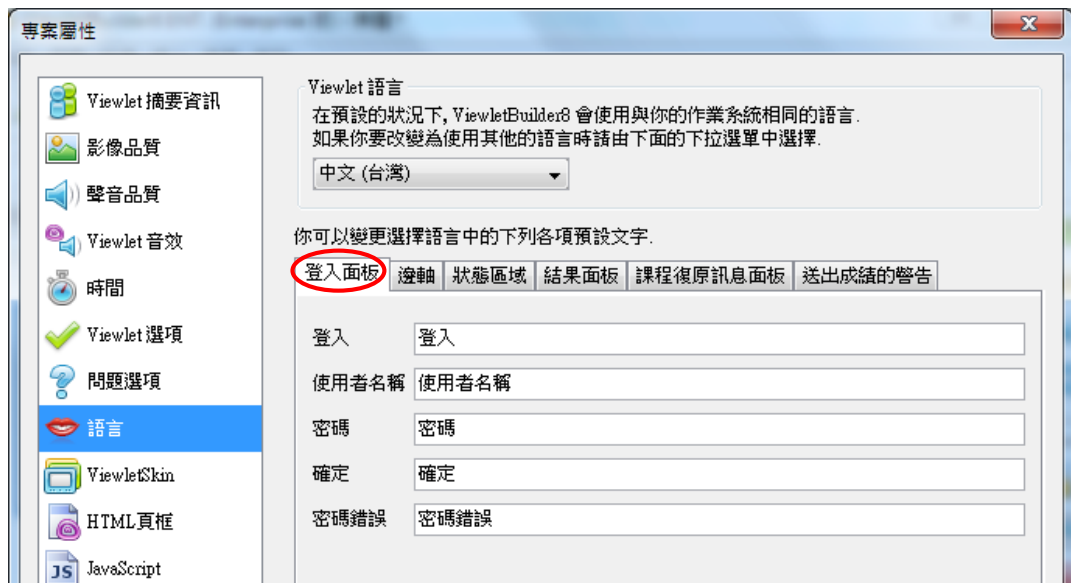 專案屬性
Viewlet 摘要資訊
影像品質
聲音品質
Viewlet 音效
時間
Viewlet 選項
問題選項
語言
ViewletSkin
HTML頁框
JS JavaScript
Viewlet 語言
在預設的狀況下, ViewletBuilder8 會使用與你的作業系統相同的語言.
如果你要改變為使用其他的語言時請由下面的下拉選單中選擇.
中文 (台灣)
你可以變更選擇語言中的下列各項預設文字.
登入面板 邊軸 狀態區域 結果面板 課程復原訊息面板 送出成績的警告
登入 登入
使用者名稱 使用者名稱
密碼 密碼
確定 確定
密碼錯誤 密碼錯誤